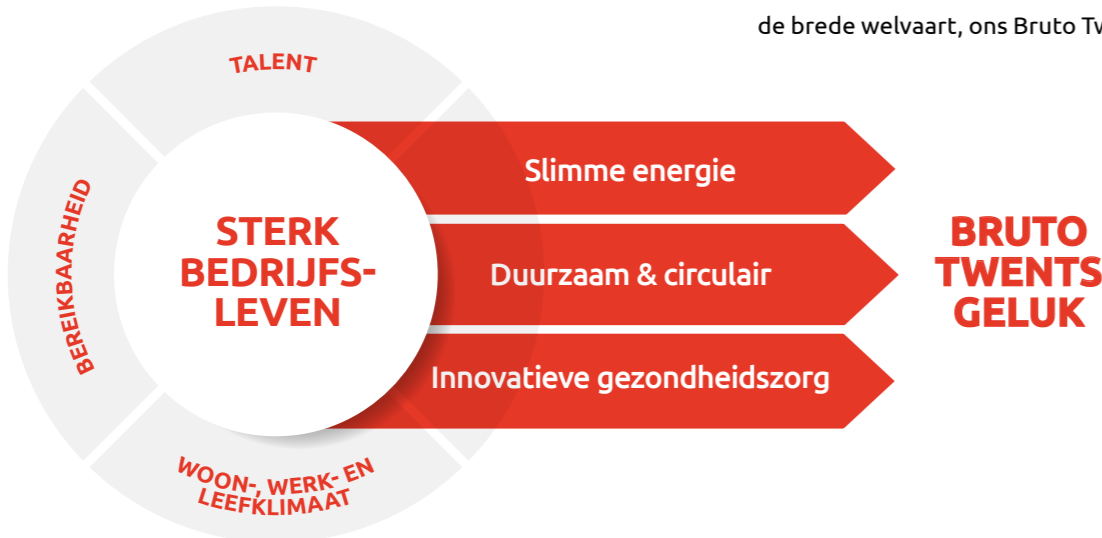 de brede welvaart, ons Bruto
TALENT
BEREIKBAARHEID
STERK
BEDRIJFS-
LEVEN
WOON-, WERK- EN
LEEFKLIMAAT
Slimme energie
Duurzaam & circulair
Innovatieve gezondheidszorg
BRUTO
TWENTS
GELUK